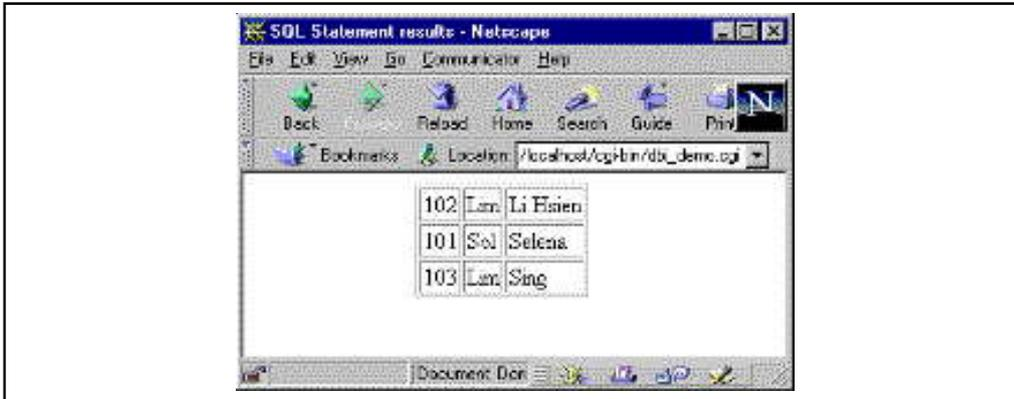 SQL Statement results - Netscape
File Edit View Go Communicator Help
Back Reload Home Search Guide Print
N
Bookmarks Location: /localhost/cgi-bin/dbi_demo.cgi
102 Lim Li Hsien
101 Sol Selena
103 Lim Sing
Document: Don